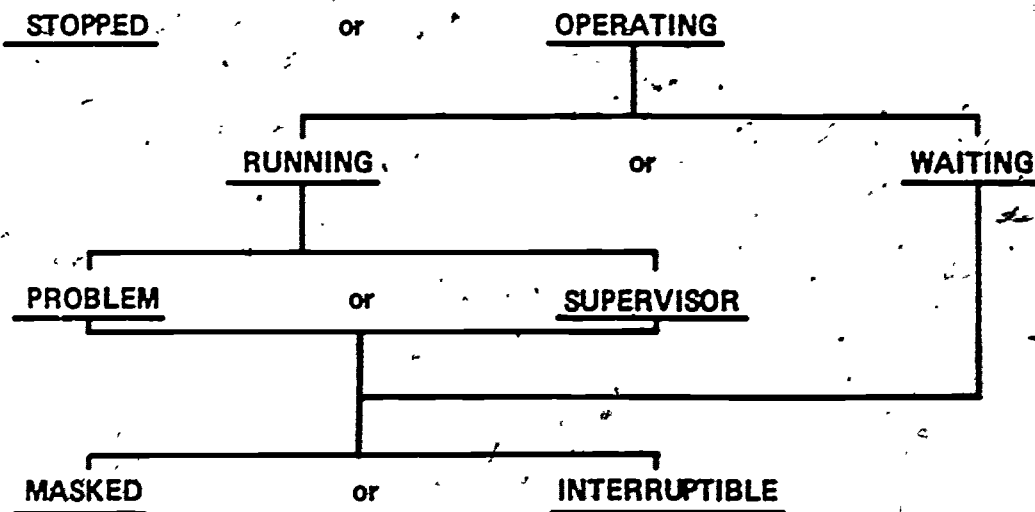 STOPPED or OPERATING
RUNNING or WAITING
PROBLEM or SUPERVISOR
MASKED or INTERRUPTIBLE